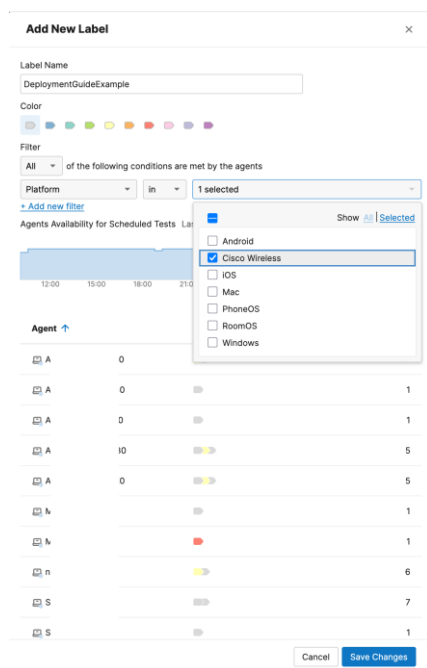 Add New Label
Label Name
DeploymentGuideExample
Color
Filter
All of the following conditions are met by the agents
Platform in 1 selected
+ Add new filter
Show All | Selected
Agents Availability for Scheduled Tests
Android
Cisco Wireless
iOS
Mac
PhoneOS
RoomOS
Windows
12:00 15:00 18:00
Agent
A 0
A 0 1
A 0 1
A 30 5
A 0 5
1
1
n 6
S 7
S 1
Cancel Save Changes